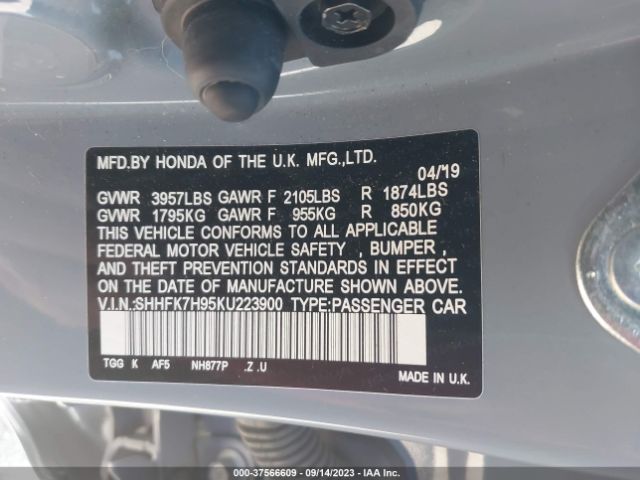 MFD.BY HONDA OF THE U.K. MFG.,LTD.
04/19
GVWR 3957LBS GAWR F 2105LBS R 1874LBS
GVWR 1795KG GAWR F 955KG R 850KG
THIS VEHICLE CONFORMS TO ALL APPLICABLE
FEDERAL MOTOR VEHICLE SAFETY , BUMPER ,
AND THEFT PREVENTION STANDARDS IN EFFECT
ON THE DATE OF MANUFACTURE SHOWN ABOVE.
V.I.N.:SHHFK7H95KU223900 TYPE:PASSENGER CAR
TGG K AF5 NH877P .Z .U
MADE IN U.K.
000-37566609 | 09/14/2023 | IAA Inc.